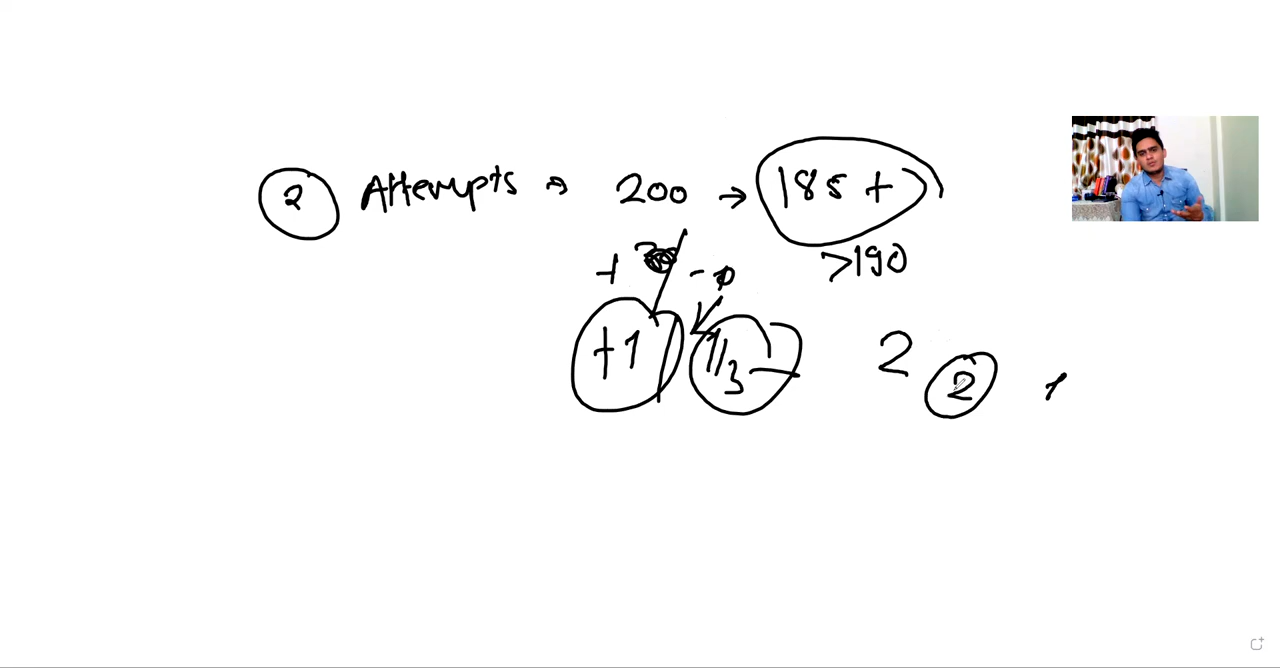 2 Attempts → 200 → 185+
>190
+1 1/3 2
2